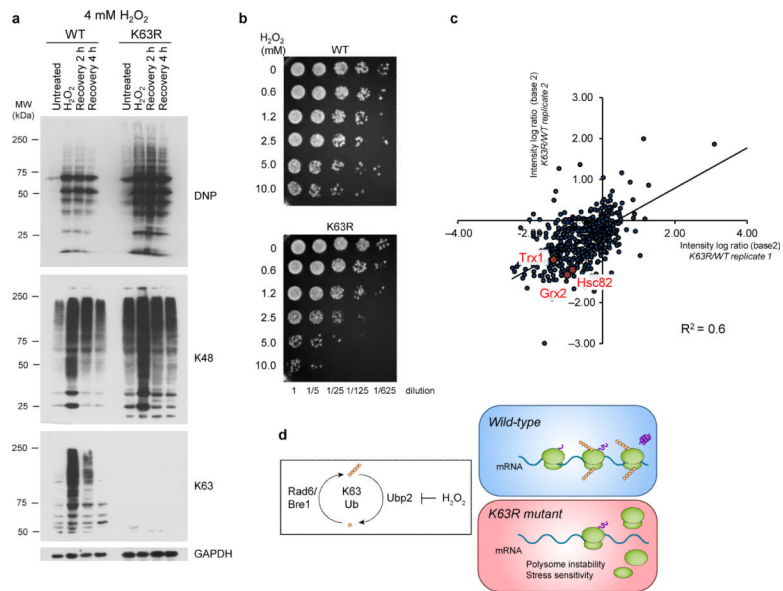 a
4 mM H₂O₂
WT K63R
Untreated
H₂O₂
Recovery 2 h
Recovery 4 h
Untreated
H₂O₂
Recovery 2 h
Recovery 4 h
MW
(kDa)
250
75
50
25
DNP
250
75
50
25
K48
250
75
50
K63
GAPDH
b
H₂O₂
(mM)
WT
0
0.6
1.2
2.5
5.0
10.0
K63R
0
0.6
1.2
2.5
5.0
10.0
1 1/5 1/25 1/125 1/625 dilution
c
Intensity log ratio (base 2)
K63R/WT replicate 2
3.00
2.00
1.00
0.00
−4.00 -2.00 2.00 4.00
Intensity log ratio (base2)
K63R/WT replicate 1
Trx1
Hsc82
Grx2
−2.00
−3.00
R² = 0.6
d
Rad6/
Bre1
K63
Ub
Ubp2
H₂O₂
Wild-type
mRNA
K63R mutant
mRNA
Polysome instability
Stress sensitivity